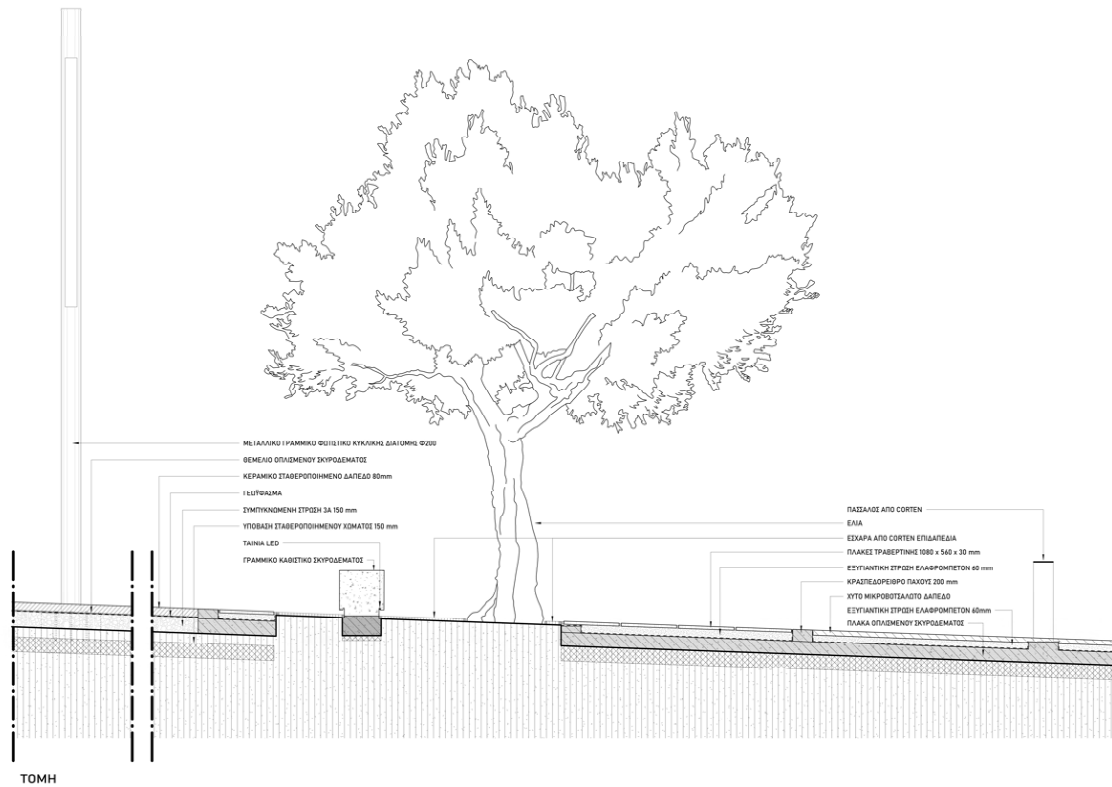 ΜΕΤΑΛΛΙΚΟ ΓΡΑΜΜΙΚΟ ΦΩΤΙΣΤΙΚΟ ΚΥΚΛΙΚΗΣ ΔΙΑΤΟΜΗΣ Φ200
ΘΕΜΕΛΙΟ ΟΠΛΙΣΜΕΝΟΥ ΣΚΥΡΟΔΕΜΑΤΟΣ
ΚΕΡΑΜΙΚΟ ΣΤΑΘΕΡΟΠΟΙΗΜΕΝΟ ΔΑΠΕΔΟ 80mm
ΓΕΩΥΦΑΣΜΑ
ΣΥΜΠΥΚΝΩΜΕΝΗ ΣΤΡΩΣΗ 3Α 150 mm
ΥΠΟΒΑΣΗ ΣΤΑΘΕΡΟΠΟΙΗΜΕΝΟΥ ΧΩΜΑΤΟΣ 150 mm
ΤΑΙΝΙΑ LED
ΓΡΑΜΜΙΚΟ ΚΑΘΙΣΤΙΚΟ ΣΚΥΡΟΔΕΜΑΤΟΣ
ΠΑΣΣΑΛΟΣ ΑΠΟ CORTEN
ΕΛΙΑ
ΕΣΧΑΡΑ ΑΠΟ CORTEN ΕΠΙΔΑΠΕΔΙΑ
ΠΛΑΚΕΣ ΤΡΑΒΕΡΤΙΝΗΣ 1080 x 560 x 30 mm
ΕΞΥΓΙΑΝΤΙΚΗ ΣΤΡΩΣΗ ΕΛΑΦΡΟΜΠΕΤΟΝ 60 mm
ΚΡΑΣΠΕΔΟΡΕΙΘΡΟ ΠΑΧΟΥΣ 200 mm
ΧΥΤΟ ΜΙΚΡΟΒΟΤΣΑΛΩΤΟ ΔΑΠΕΔΟ
ΕΞΥΓΙΑΝΤΙΚΗ ΣΤΡΩΣΗ ΕΛΑΦΡΟΜΠΕΤΟΝ 60mm
ΠΛΑΚΑ ΟΠΛΙΣΜΕΝΟΥ ΣΚΥΡΟΔΕΜΑΤΟΣ
ΤΟΜΗ